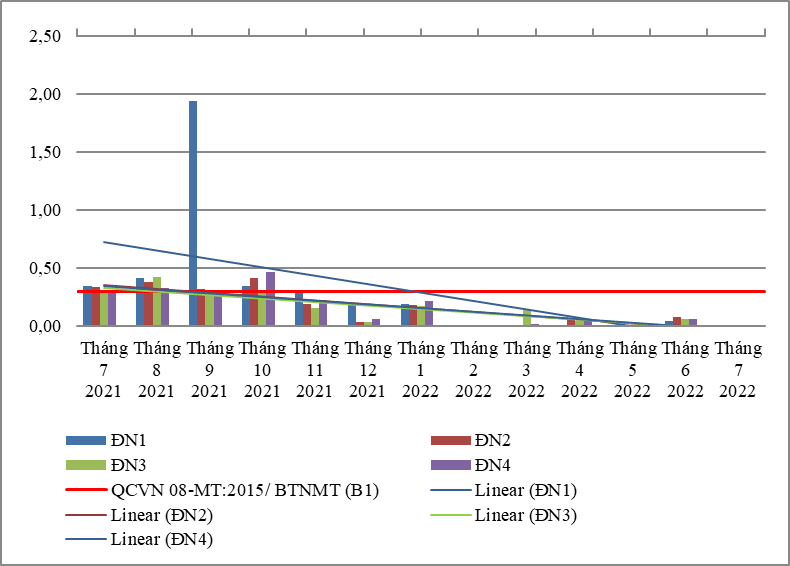 2,50
2,00
1,50
1,00
0,50
0,00
Tháng Tháng Tháng Tháng Tháng Tháng Tháng Tháng Tháng Tháng Tháng Tháng Tháng
7 8 9 10 11 12 1 2 3 4 5 6 7
2021 2021 2021 2021 2021 2021 2022 2022 2022 2022 2022 2022 2022
ĐN1 ĐN2
ĐN3 ĐN4
QCVN 08-MT:2015/ BTNMT (B1) Linear (ĐN1)
Linear (ĐN2) Linear (ĐN3)
Linear (ĐN4)